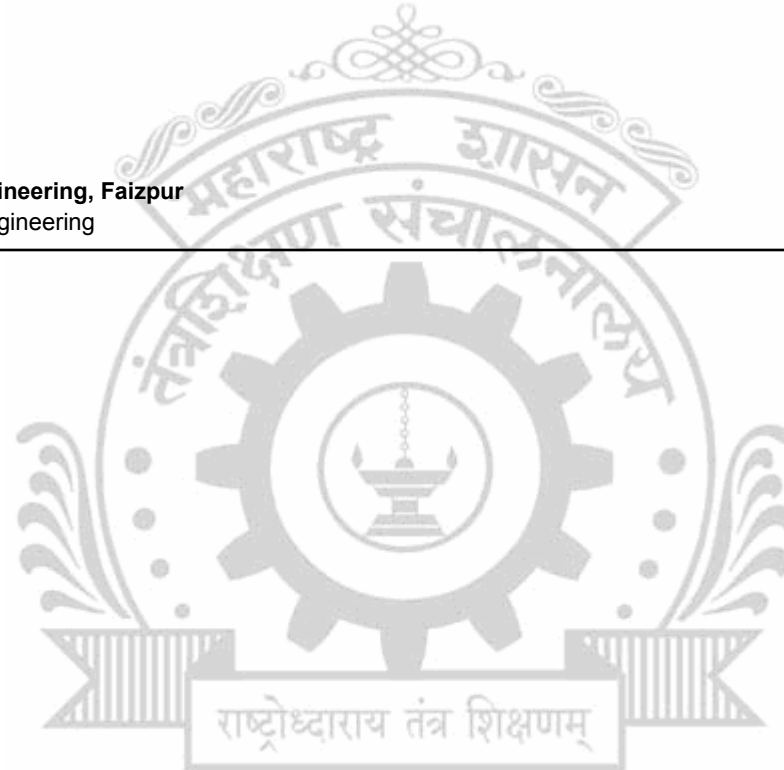 महाराष्ट्र शासन
ineering, Faizpur
gineering
तंत्रशिक्षण संचालनालय
राष्ट्रोध्दाराय तंत्र शिक्षणम्